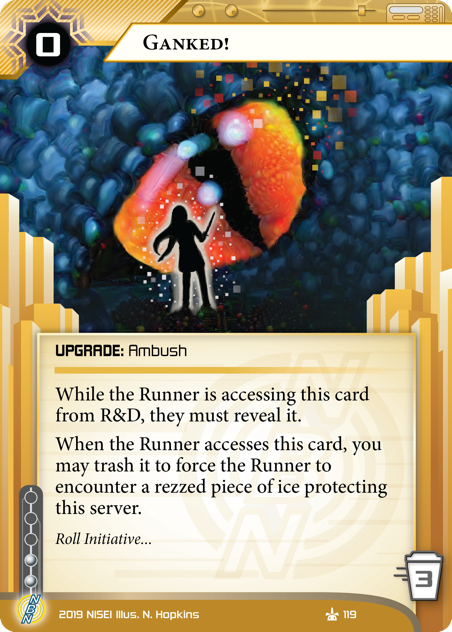 0
Ganked!
UPGRADE: Ambush
While the Runner is accessing this card
from R&D, they must reveal it.
When the Runner accesses this card, you
may trash it to force the Runner to
encounter a rezzed piece of ice protecting
this server.
Roll Initiative...
3
NBN
2019 NISEI Illus. N. Hopkins
119